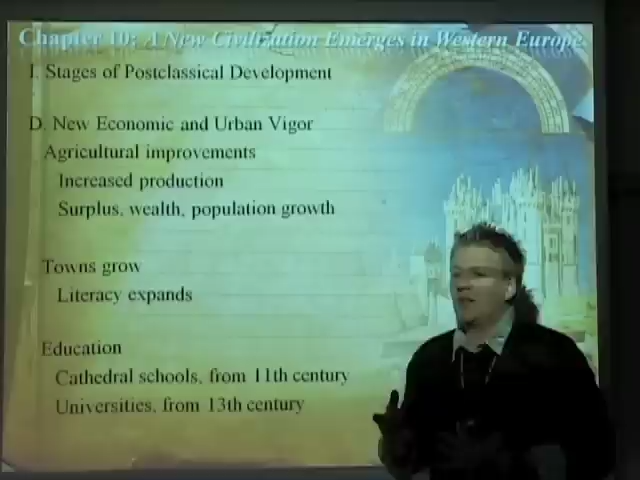 Chapter 10: A New Civilization Emerges in Western Europe
I. Stages of Postclassical Development
D. New Economic and Urban Vigor
Agricultural improvements
Increased production
Surplus, wealth, population growth
Towns grow
Literacy expands
Education
Cathedral schools, from 11th century
Universities, from 13th century